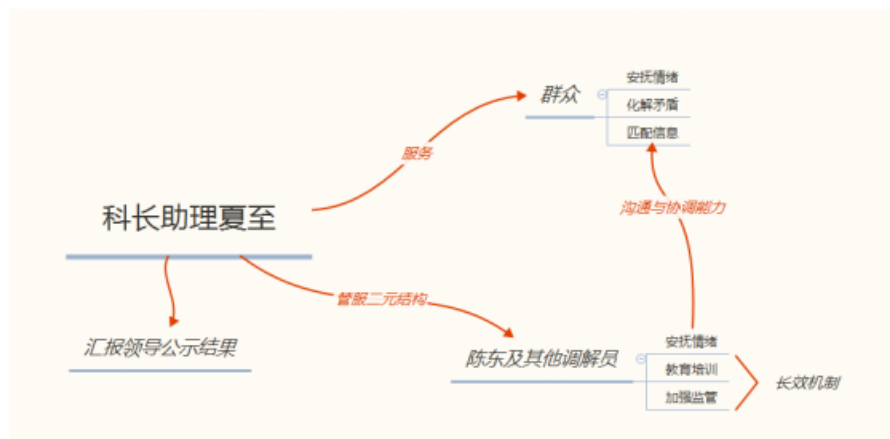 安抚情绪
群众
化解矛盾
匹配信息
服务
沟通与协调能力
科长助理夏至
管服二元结构
汇报领导公示结果
陈东及其他调解员
安抚情绪
教育培训
加强监管
长效机制